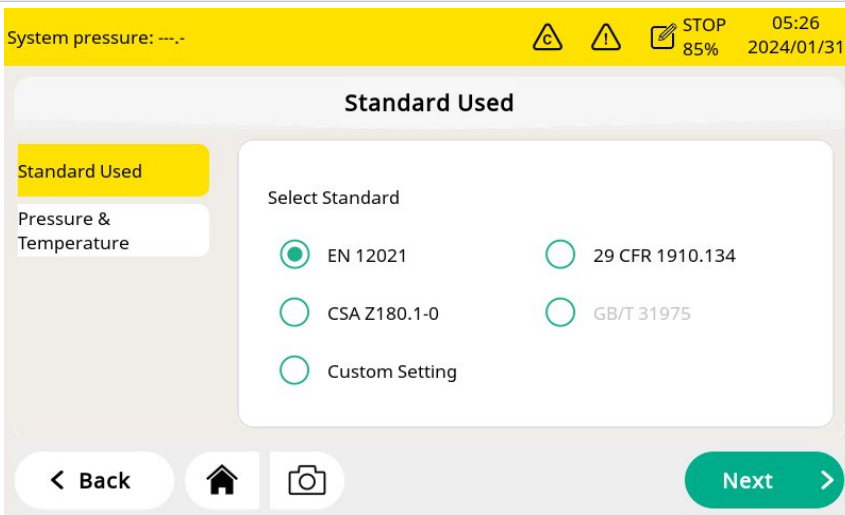 System pressure: ---.-
STOP
85%
05:26
2024/01/31
Standard Used
Standard Used
Pressure &
Temperature
Select Standard
EN 12021
29 CFR 1910.134
CSA Z180.1-0
GB/T 31975
Custom Setting
Back
Next